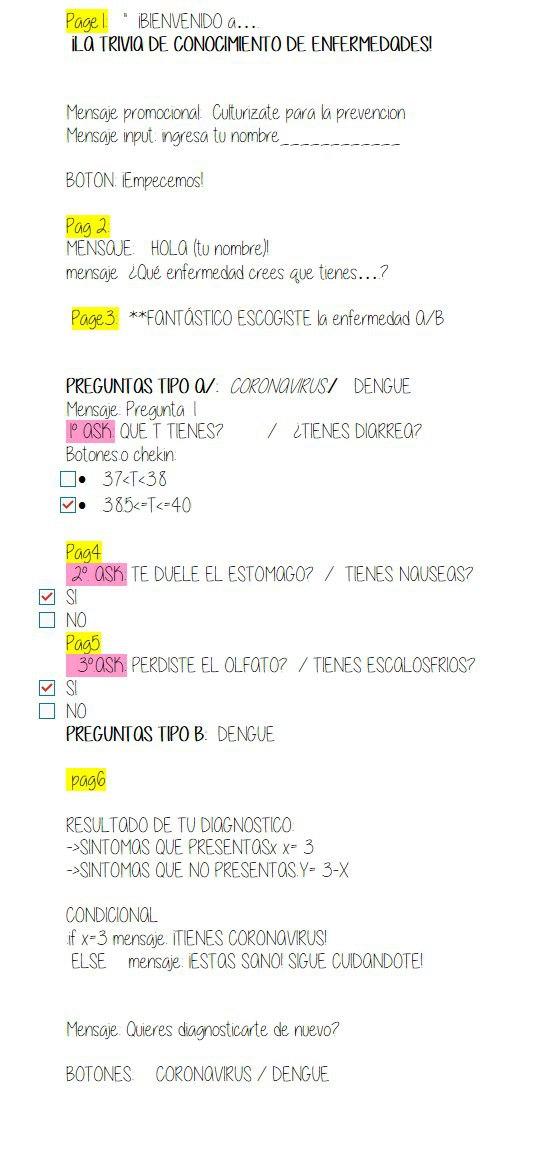 Page 1: " ¡BIENVENIDO a....
¡LA TRIVIA DE CONOCIMIENTO DE ENFERMEDADES!
Mensaje promocional: Culturizate para la prevencion
Mensaje input: ingresa tu nombre____________
BOTON: ¡Empecemos!
Pag 2:
MENSAJE: HOLA (tu nombre)!
mensaje ¿Qué enfermedad crees que tienes...?
Page3: **FANTÁSTICO ESCOGISTE la enfermedad A/B
PREGUNTAS TIPO A/: CORONAVIRUS/ DENGUE
Mensaje: Pregunta 1
1º ASK: QUE T TIENES? / ¿TIENES DIARREA?
Botones:o chekin:
• 37<T<38
• 38.5<=T<=40
Pag4
2º. ASK: TE DUELE EL ESTOMAGO? / TIENES NAUSEAS?
SI
NO
Pag5
3ºASK: PERDISTE EL OLFATO? / TIENES ESCALOSFRIOS?
SI
NO
PREGUNTAS TIPO B: DENGUE
pag6
RESULTADO DE TU DIAGNOSTICO:
->SINTOMAS QUE PRESENTAS:x x= 3
->SINTOMAS QUE NO PRESENTAS:Y= 3-X
CONDICIONAL
if x=3 mensaje: ¡TIENES CORONAVIRUS!
ELSE mensaje: ¡ESTAS SANO! SIGUE CUIDANDOTE!
Mensaje: Quieres diagnosticarte de nuevo?
BOTONES: CORONAVIRUS / DENGUE